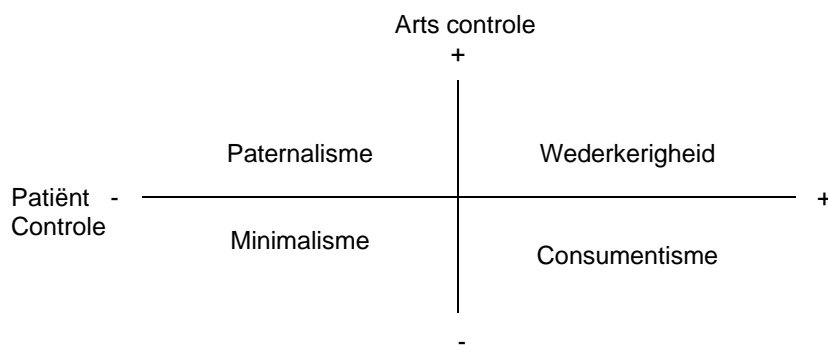 Arts controle
+
Paternalisme Wederkerigheid
Patiënt - +
Controle
Minimalisme Consumentisme
-